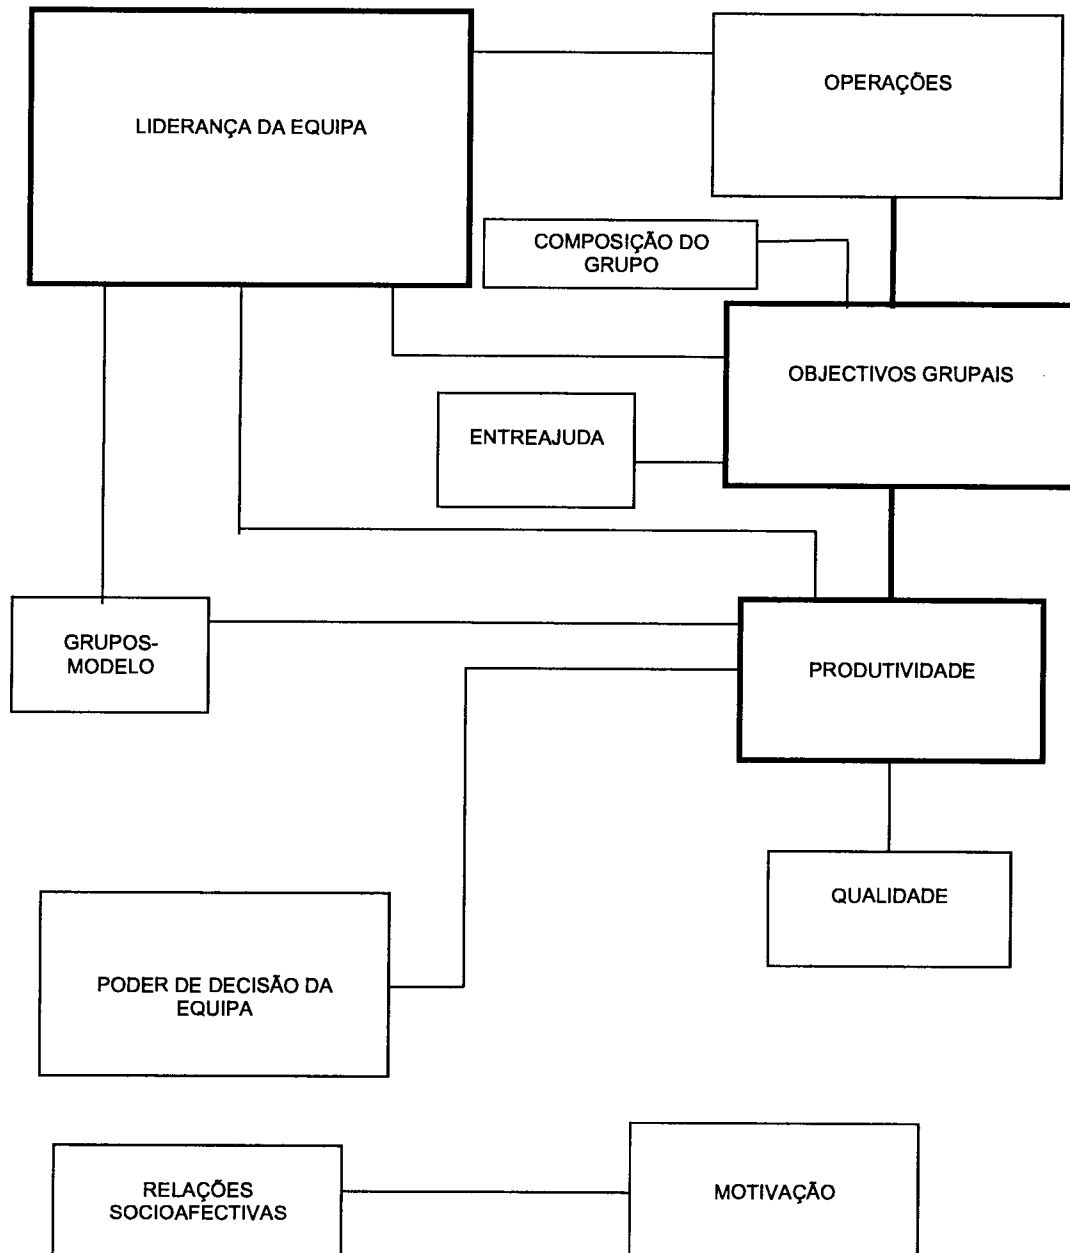 LIDERANÇA DA EQUIPA
OPERAÇÕES
COMPOSIÇÃO DO
GRUPO
OBJECTIVOS GRUPAIS
ENTREAJUDA
GRUPOS-
MODELO
PRODUTIVIDADE
QUALIDADE
PODER DE DECISÃO DA
EQUIPA
RELAÇÕES
SOCIOAFECTIVAS
MOTIVAÇÃO